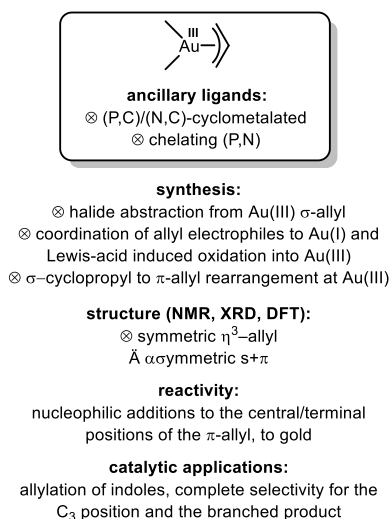 III
Au
ancillary ligands:
⊗ (P,C)/(N,C)-cyclometalated
⊗ chelating (P,N)
synthesis:
⊗ halide abstraction from Au(III) σ-allyl
⊗ coordination of allyl electrophiles to Au(I) and
Lewis-acid induced oxidation into Au(III)
⊗ σ–cyclopropyl to π-allyl rearrangement at Au(III)
structure (NMR, XRD, DFT):
⊗ symmetric η³–allyl
Ä ασymmetric s+π
reactivity:
nucleophilic additions to the central/terminal
positions of the π-allyl, to gold
catalytic applications:
allylation of indoles, complete selectivity for the
C₃ position and the branched product